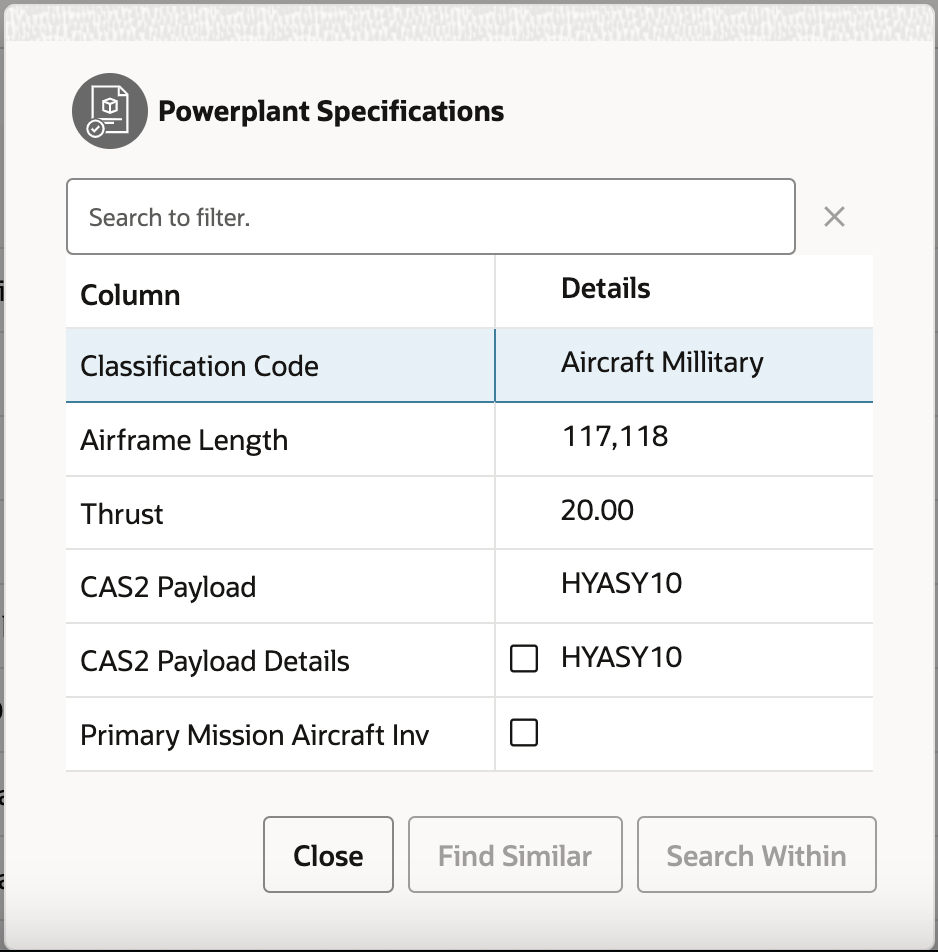 Powerplant Specifications
Search to filter.
Column Details
Classification Code Aircraft Millitary
Airframe Length 117,118
Thrust 20.00
CAS2 Payload HYASY10
CAS2 Payload Details HYASY10
Primary Mission Aircraft Inv
Close Find Similar Search Within